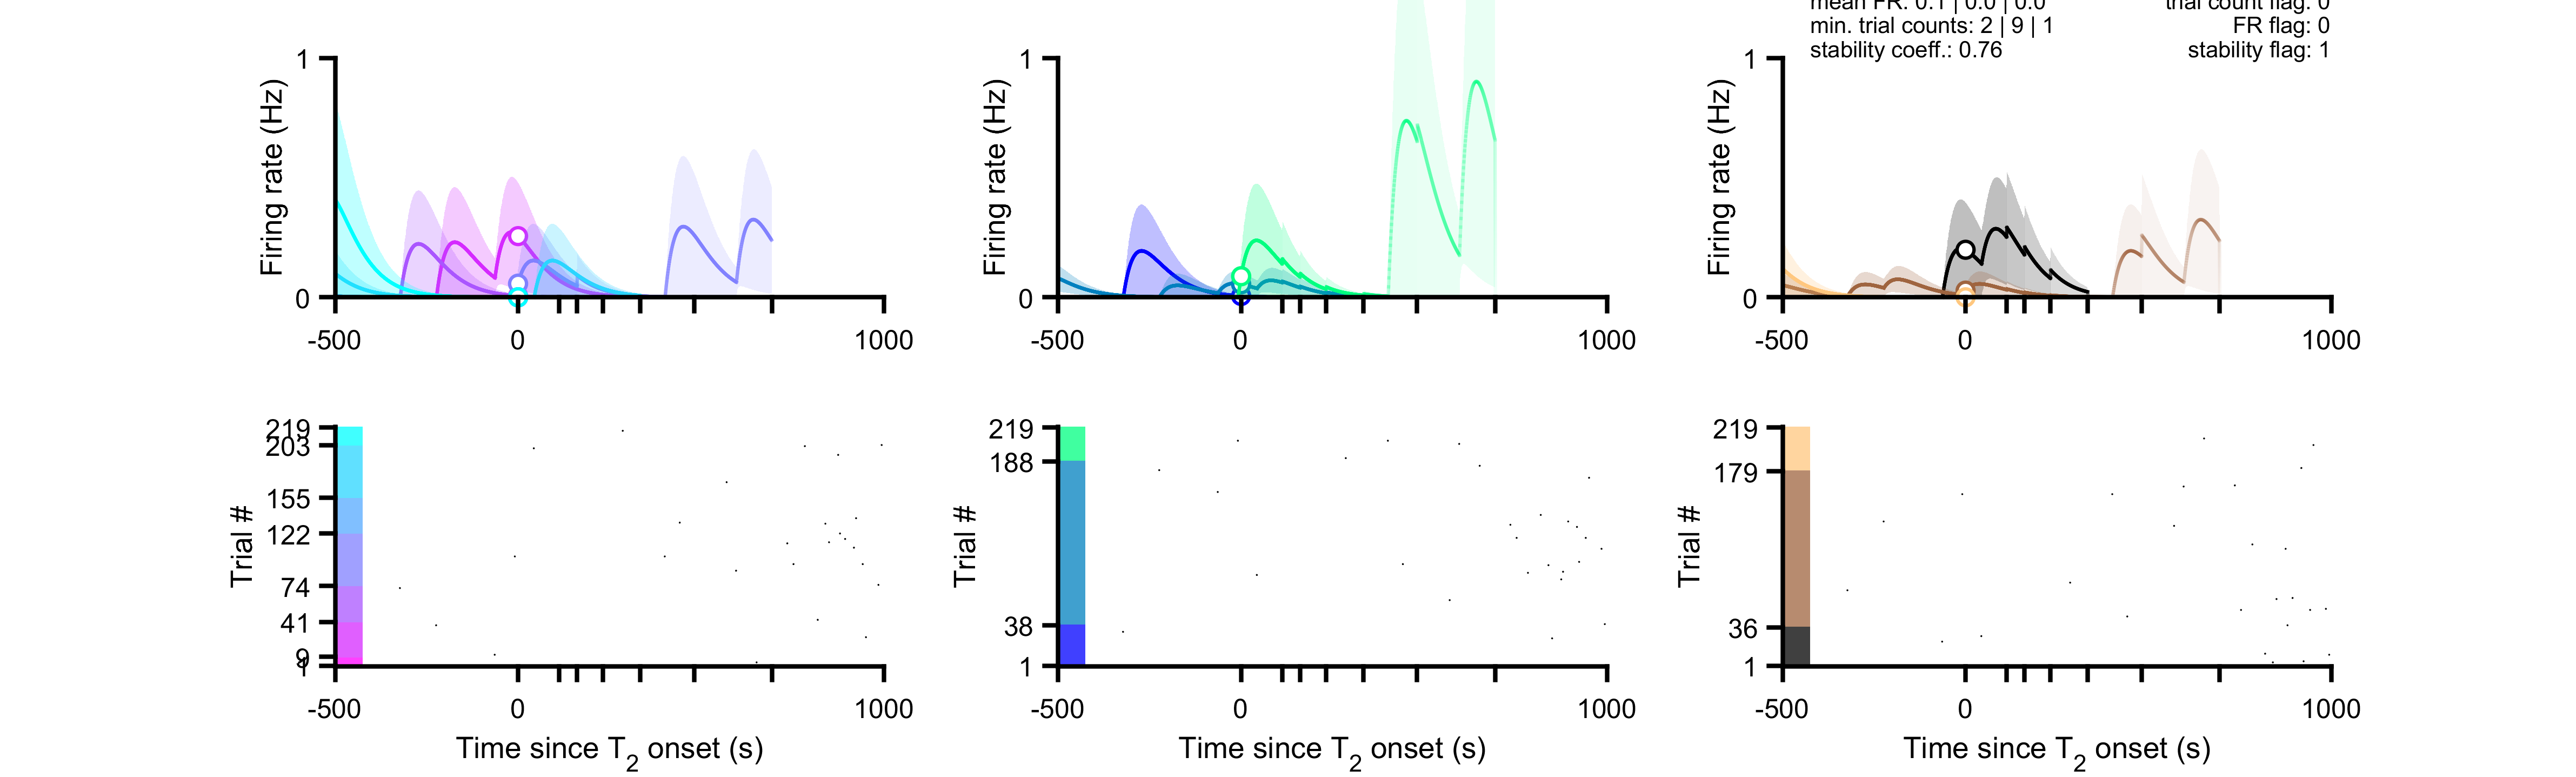 mean FR: 0.1 | 0.0 | 0.0
trial count flag: 0
min. trial counts: 2 | 9 | 1
FR flag: 0
stability coeff.: 0.76
stability flag: 1
1
0
Firing rate (Hz)
-500
0
1000
1
0
Firing rate (Hz)
-500
0
1000
1
0
Firing rate (Hz)
-500
0
1000
219
203
155
122
74
41
9
1
Trial #
-500
0
1000
Time since T2 onset (s)
219
188
38
1
Trial #
-500
0
1000
Time since T2 onset (s)
219
179
36
1
Trial #
-500
0
1000
Time since T2 onset (s)